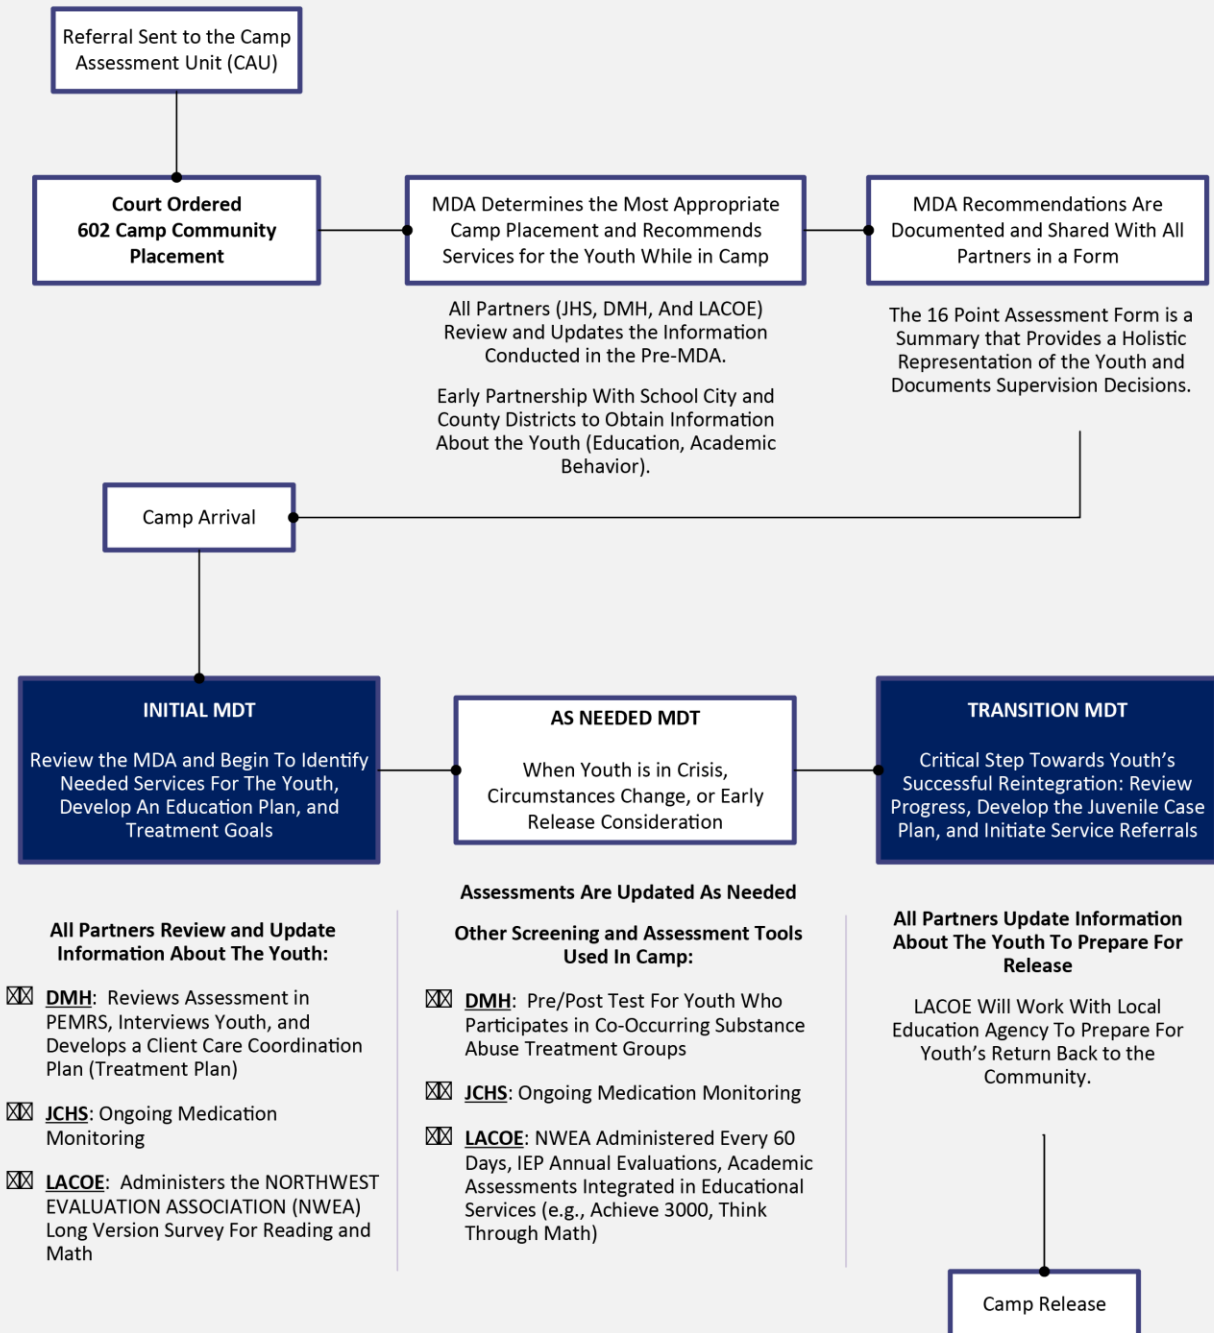 Referral Sent to the Camp
Assessment Unit (CAU)
Court Ordered
602 Camp Community
Placement
MDA Determines the Most Appropriate
Camp Placement and Recommends
Services for the Youth While in Camp
MDA Recommendations Are
Documented and Shared With All
Partners in a Form
All Partners (JHS, DMH, And LACOE)
Review and Updates the Information
Conducted in the Pre-MDA.
Early Partnership With School City and
County Districts to Obtain Information
About the Youth (Education, Academic
Behavior).
The 16 Point Assessment Form is a
Summary that Provides a Holistic
Representation of the Youth and
Documents Supervision Decisions.
Camp Arrival
INITIAL MDT
Review the MDA and Begin To Identify
Needed Services For The Youth,
Develop An Education Plan, and
Treatment Goals
AS NEEDED MDT
When Youth is in Crisis,
Circumstances Change, or Early
Release Consideration
TRANSITION MDT
Critical Step Towards Youth's
Successful Reintegration: Review
Progress, Develop the Juvenile Case
Plan, and Initiate Service Referrals
All Partners Review and Update
Information About The Youth:
DMH: Reviews Assessment in
PEMRS, Interviews Youth, and
Develops a Client Care Coordination
Plan (Treatment Plan)
JCHS: Ongoing Medication
Monitoring
LACOE: Administers the NORTHWEST
EVALUATION ASSOCIATION (NWEA)
Long Version Survey For Reading and
Math
Assessments Are Updated As Needed
Other Screening and Assessment Tools
Used In Camp:
DMH: Pre/Post Test For Youth Who
Participates in Co-Occurring Substance
Abuse Treatment Groups
JCHS: Ongoing Medication Monitoring
LACOE: NWEA Administered Every 60
Days, IEP Annual Evaluations, Academic
Assessments Integrated in Educational
Services (e.g., Achieve 3000, Think
Through Math)
All Partners Update Information
About The Youth To Prepare For
Release
LACOE Will Work With Local
Education Agency To Prepare For
Youth's Return Back to the
Community.
Camp Release